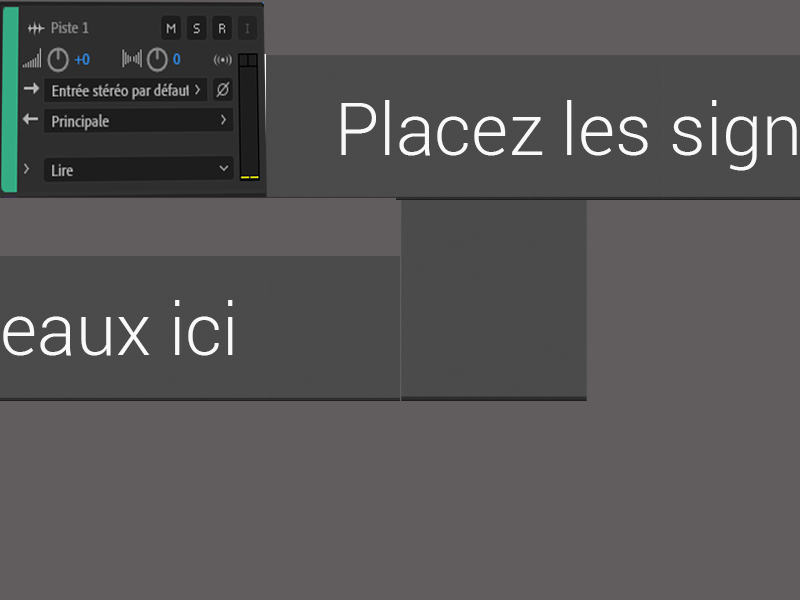 Piste 1 M S R I
+0 0
Entrée stéréo par défaut
Principale
Lire
Placez les sign
eaux ici